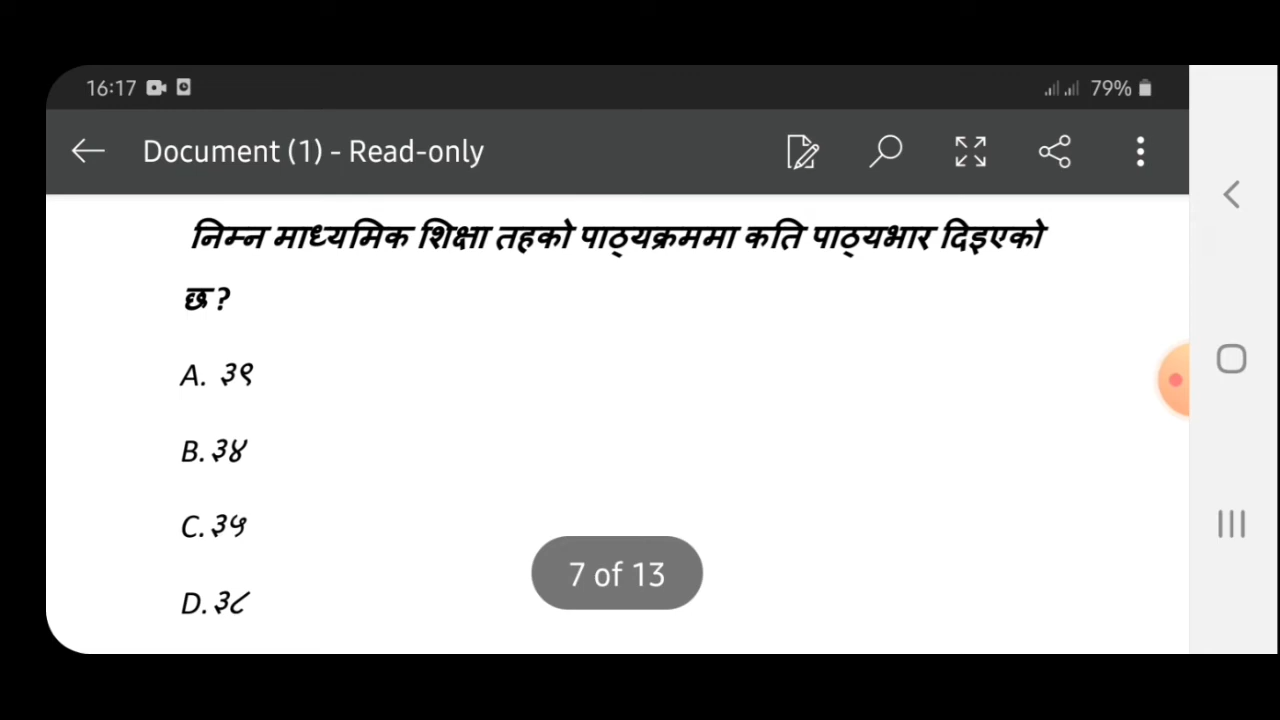 16:17
79%
Document (1) - Read-only
निम्न माध्यमिक शिक्षा तहको पाठ्यक्रममा कति पाठ्यभार दिइएको
छ ?
A. ३९
B. ३४
C. ३५
D. ३८
7 of 13